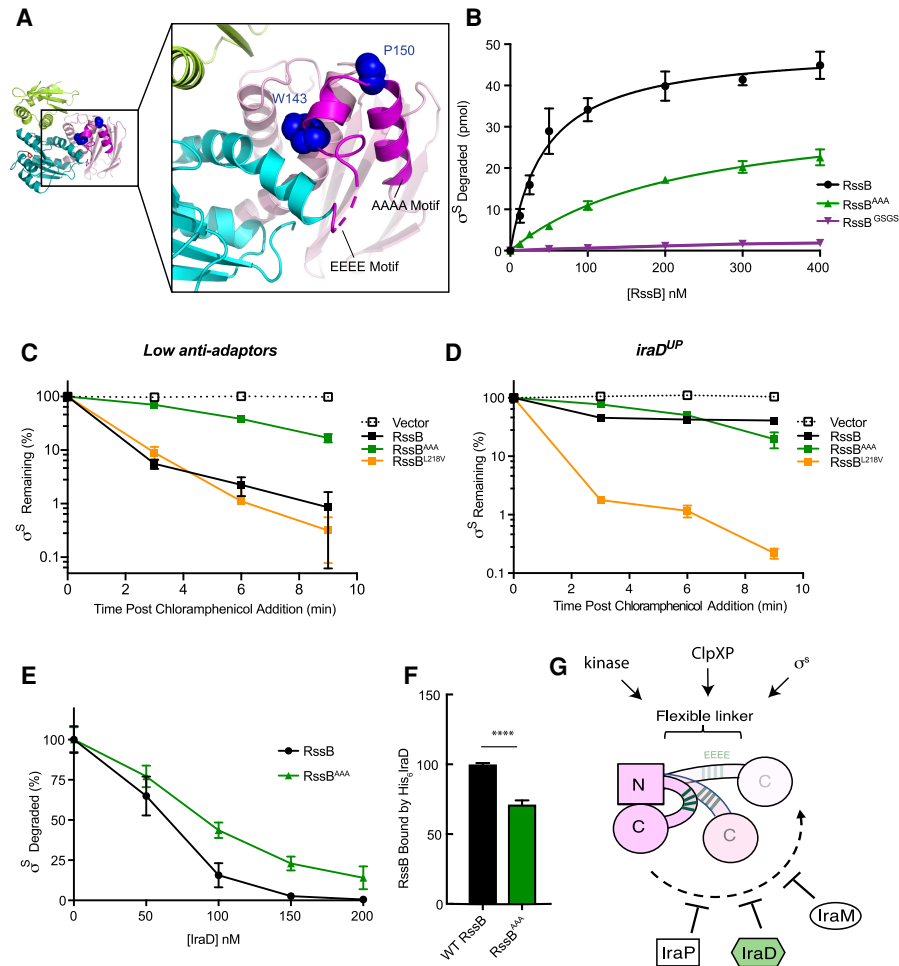 A
P150
W143
AAAA Motif
EEEE Motif
B
σS Degraded (pmol)
50
40
30
20
10
0
0 100 200 300 400
[RssB] nM
RssB
RssBAAA
RssBGSGS
C
Low anti-adaptors
σS Remaining (%)
100
10
1
0.1
0 2 4 6 8 10
Time Post Chloramphenicol Addition (min)
Vector
RssB
RssBAAA
RssBL218V
D
iraDUP
σS Remaining (%)
100
10
1
0.1
0 2 4 6 8 10
Time Post Chloramphenicol Addition (min)
Vector
RssB
RssBAAA
RssBL218V
E
σS Degraded (%)
100
75
50
25
0
0 50 100 150 200
[IraD] nM
RssB
RssBAAA
F
RssB Bound by His6IraD
150
100
50
0
****
WT RssB
RssBAAA
G
kinase
ClpXP
σs
Flexible linker
EEEE
N
C
C
C
IraP
IraD
IraM